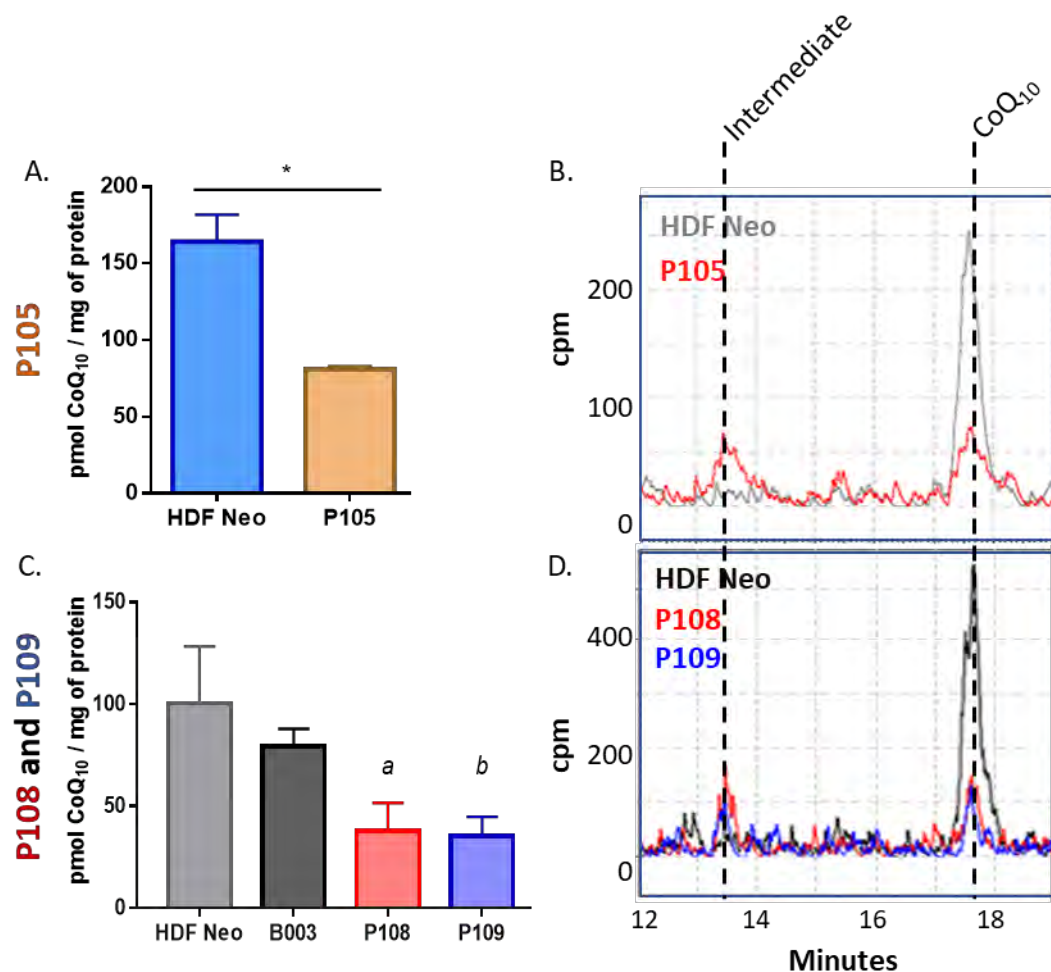 Intermediate
CoQ10
A.
*
P105
pmol CoQ10 / mg of protein
200
150
100
50
0
HDF Neo P105
B.
HDF Neo
P105
cpm
200
100
0
C.
P108 and P109
pmol CoQ10 / mg of protein
150
100
50
0
a b
HDF Neo B003 P108 P109
D.
HDF Neo
P108
P109
cpm
400
200
0
12 14 16 18
Minutes